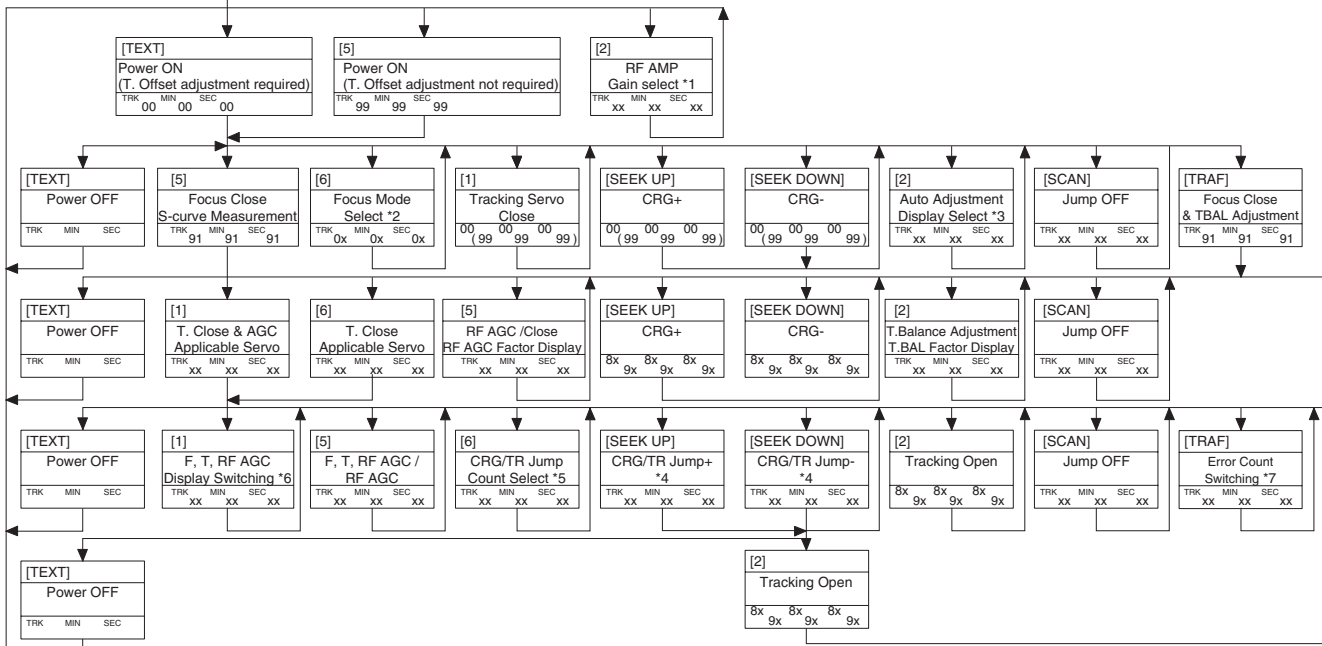 [TEXT]
Power ON
(T. Offset adjustment required)
TRK MIN SEC
00 00 00
[5]
Power ON
(T. Offset adjustment not required)
TRK MIN SEC
99 99 99
[2]
RF AMP
Gain select *1
TRK MIN SEC
xx xx xx
[TEXT]
Power OFF
TRK MIN SEC
[5]
Focus Close
S-curve Measurement
TRK MIN SEC
91 91 91
[6]
Focus Mode
Select *2
TRK MIN SEC
0x 0x 0x
[1]
Tracking Servo
Close
00 00 00
(99 99 99)
[SEEK UP]
CRG+
00 00 00
(99 99 99)
[SEEK DOWN]
CRG-
00 00 00
(99 99 99)
[2]
Auto Adjustment
Display Select *3
TRK MIN SEC
xx xx xx
[SCAN]
Jump OFF
TRK MIN SEC
xx xx xx
[TRAF]
Focus Close
& TBAL Adjustment
TRK MIN SEC
91 91 91
[TEXT]
Power OFF
TRK MIN SEC
[1]
T. Close & AGC
Applicable Servo
TRK MIN SEC
xx xx xx
[6]
T. Close
Applicable Servo
TRK MIN SEC
xx xx xx
[5]
RF AGC /Close
RF AGC Factor Display
TRK MIN SEC
xx xx xx
[SEEK UP]
CRG+
8x 8x 8x
9x 9x 9x
[SEEK DOWN]
CRG-
8x 8x 8x
9x 9x 9x
[2]
T.Balance Adjustment
T.BAL Factor Display
TRK MIN SEC
xx xx xx
[SCAN]
Jump OFF
TRK MIN SEC
xx xx xx
[TEXT]
Power OFF
TRK MIN SEC
[1]
F, T, RF AGC
Display Switching *6
TRK MIN SEC
xx xx xx
[5]
F, T, RF AGC /
RF AGC
TRK MIN SEC
xx xx xx
[6]
CRG/TR Jump
Count Select *5
TRK MIN SEC
xx xx xx
[SEEK UP]
CRG/TR Jump+
*4
TRK MIN SEC
xx xx xx
[SEEK DOWN]
CRG/TR Jump-
*4
TRK MIN SEC
xx xx xx
[2]
Tracking Open
8x 8x 8x
9x 9x 9x
[SCAN]
Jump OFF
TRK MIN SEC
xx xx xx
[TRAF]
Error Count
Switching *7
TRK MIN SEC
xx xx xx
[TEXT]
Power OFF
TRK MIN SEC
[2]
Tracking Open
8x 8x 8x
9x 9x 9x